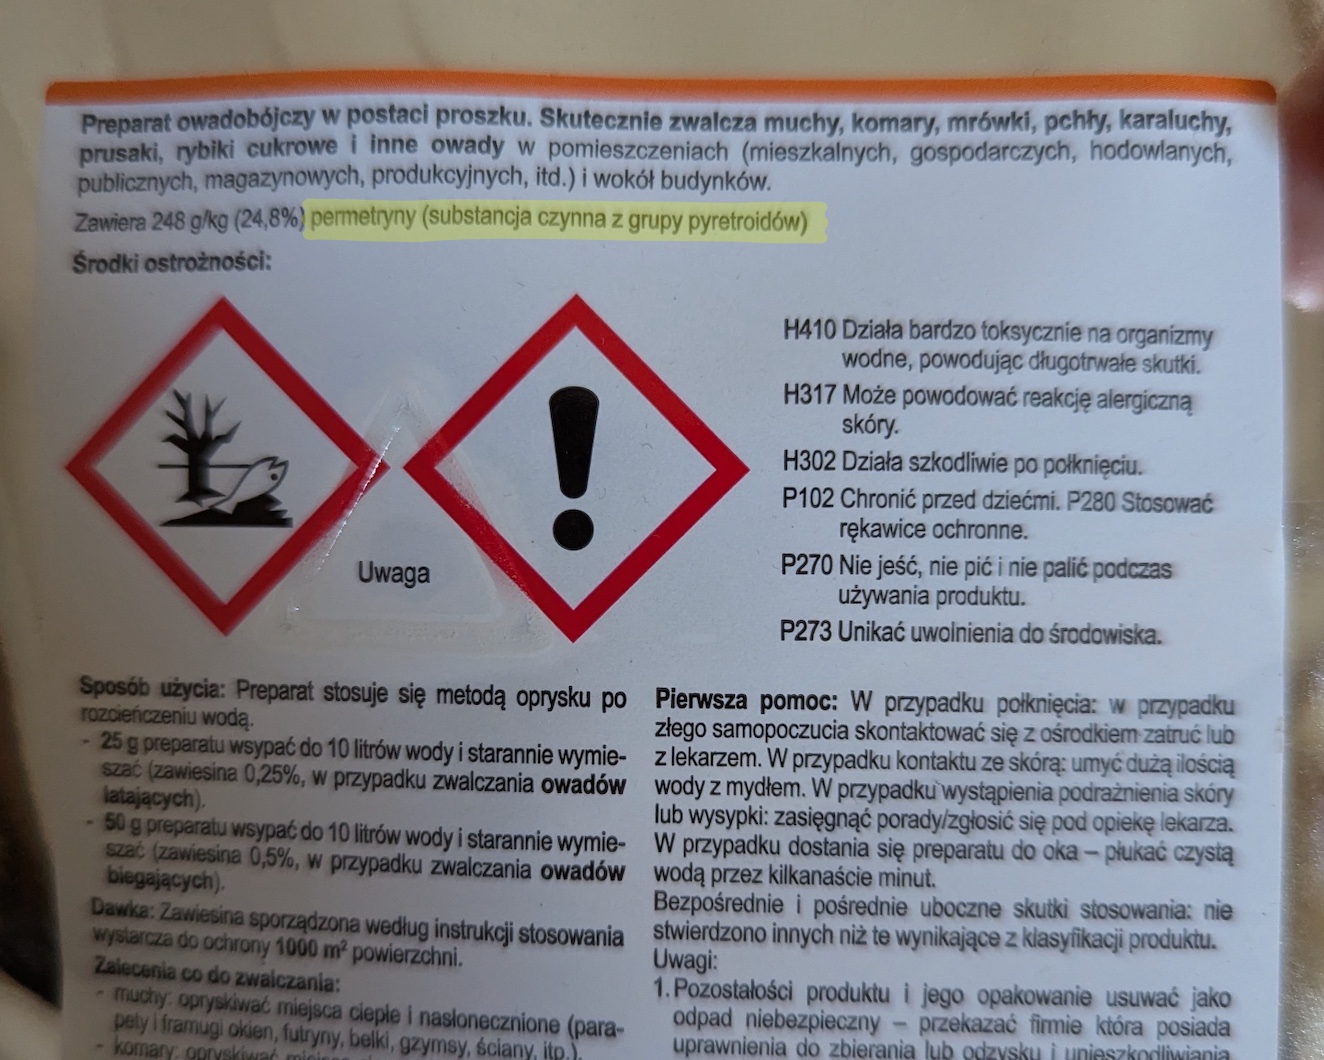 Preparat owadobójczy w postaci proszku. Skutecznie zwalcza muchy, komary, mrówki, pchły, karaluchy,
prusaki, rybiki cukrowe i inne owady w pomieszczeniach (mieszkalnych, gospodarczych, hodowlanych,
publicznych, magazynowych, produkcyjnych, itd.) i wokół budynków.
Zawiera 248 g/kg (24,8%) permetryny (substancja czynna z grupy pyretroidów)
Środki ostrożności:
H410 Działa bardzo toksycznie na organizmy
wodne, powodując długotrwałe skutki.
H317 Może powodować reakcję alergiczną
skóry.
H302 Działa szkodliwie po połknięciu.
P102 Chronić przed dziećmi. P280 Stosować
rękawice ochronne.
P270 Nie jeść, nie pić i nie palić podczas
używania produktu.
P273 Unikać uwolnienia do środowiska.
Uwaga
Sposób użycia: Preparat stosuje się metodą oprysku po
rozcieńczeniu wodą.
- 25 g preparatu wsypać do 10 litrów wody i starannie wymie-
szać (zawiesina 0,25%, w przypadku zwalczania owadów
latających).
- 50 g preparatu wsypać do 10 litrów wody i starannie wymie-
szać (zawiesina 0,5%, w przypadku zwalczania owadów
biegających).
Dawka: Zawiesina sporządzona według instrukcji stosowania
wystarcza do ochrony 1000 m² powierzchni.
Zalecenia co do zwalczania:
- muchy: opryskiwać miejsca ciepłe i nasłonecznione (para-
pety i framugi okien, futryny, belki, gzymsy, ściany, itp.).
- komary: opryskiwać miejsca
Pierwsza pomoc: W przypadku połknięcia: w przypadku
złego samopoczucia skontaktować się z ośrodkiem zatruć lub
z lekarzem. W przypadku kontaktu ze skórą: umyć dużą ilością
wody z mydłem. W przypadku wystąpienia podrażnienia skóry
lub wysypki: zasięgnąć porady/zgłosić się pod opiekę lekarza.
W przypadku dostania się preparatu do oka – płukać czystą
wodą przez kilkanaście minut.
Bezpośrednie i pośrednie uboczne skutki stosowania: nie
stwierdzono innych niż te wynikające z klasyfikacji produktu.
Uwagi:
1. Pozostałości produktu i jego opakowanie usuwać jako
odpad niebezpieczny – przekazać firmie która posiada
uprawnienia do zbierania lub odzysku i unieszkodliwiania